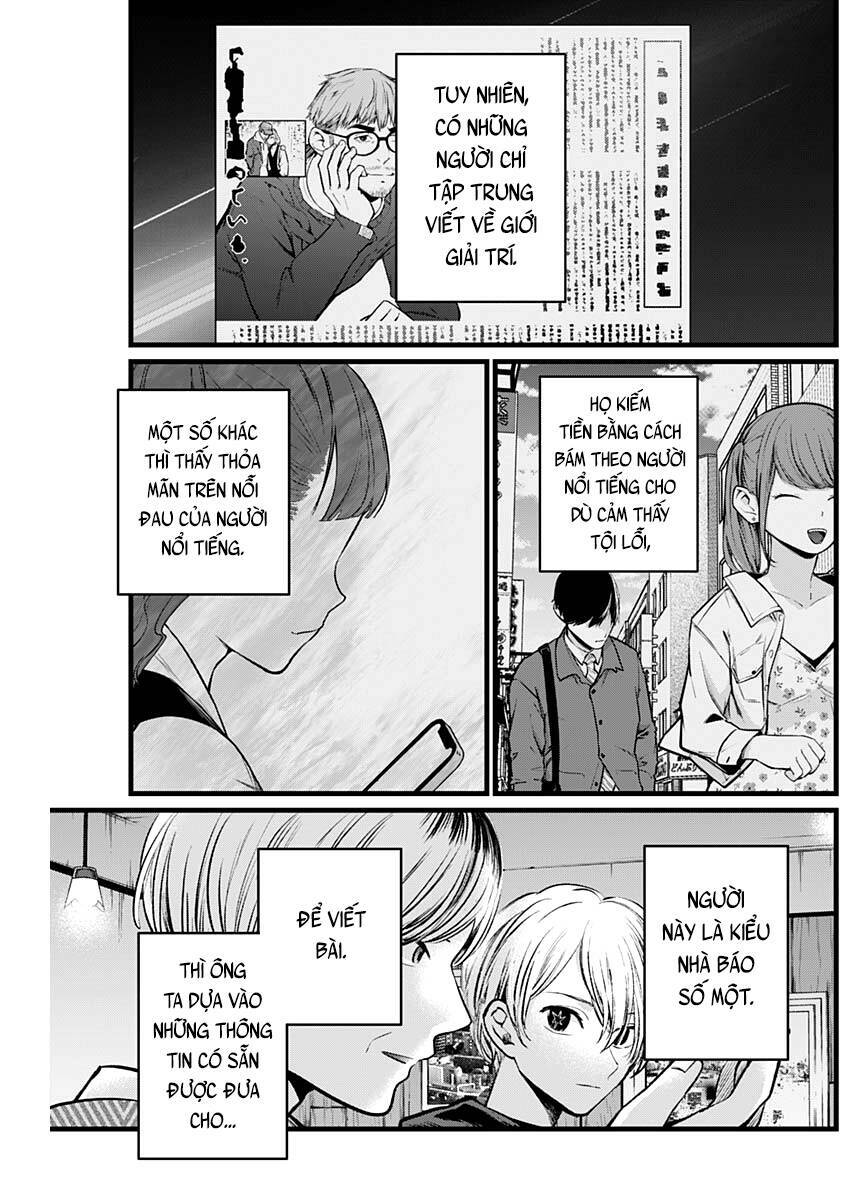 TUY NHIÊN,
CÓ NHỮNG
NGƯỜI CHỈ
TẬP TRUNG
VIẾT VỀ GIỚI
GIẢI TRÍ.
HỌ KIẾM
TIỀN BẰNG CÁCH
BÁM THEO NGƯỜI
NỔI TIẾNG CHO
DÙ CẢM THẤY
TỘI LỖI,
MỘT SỐ KHÁC
THÌ THẤY THỎA
MÃN TRÊN NỖI
ĐAU CỦA NGƯỜI
NỔI TIẾNG.
NGƯỜI
NÀY LÀ KIỂU
NHÀ BÁO
SỐ MỘT.
ĐỂ VIẾT
BÀI.
THÌ ÔNG
TA DỰA VÀO
NHỮNG THÔNG
TIN CÓ SẴN
ĐƯỢC ĐƯA
CHO...